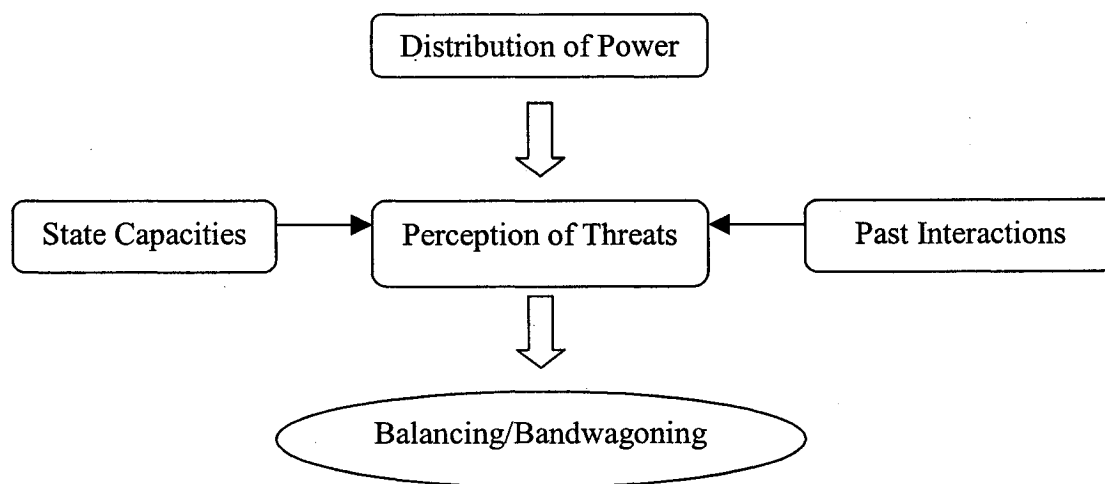 Distribution of Power
State Capacities
Perception of Threats
Past Interactions
Balancing/Bandwagoning